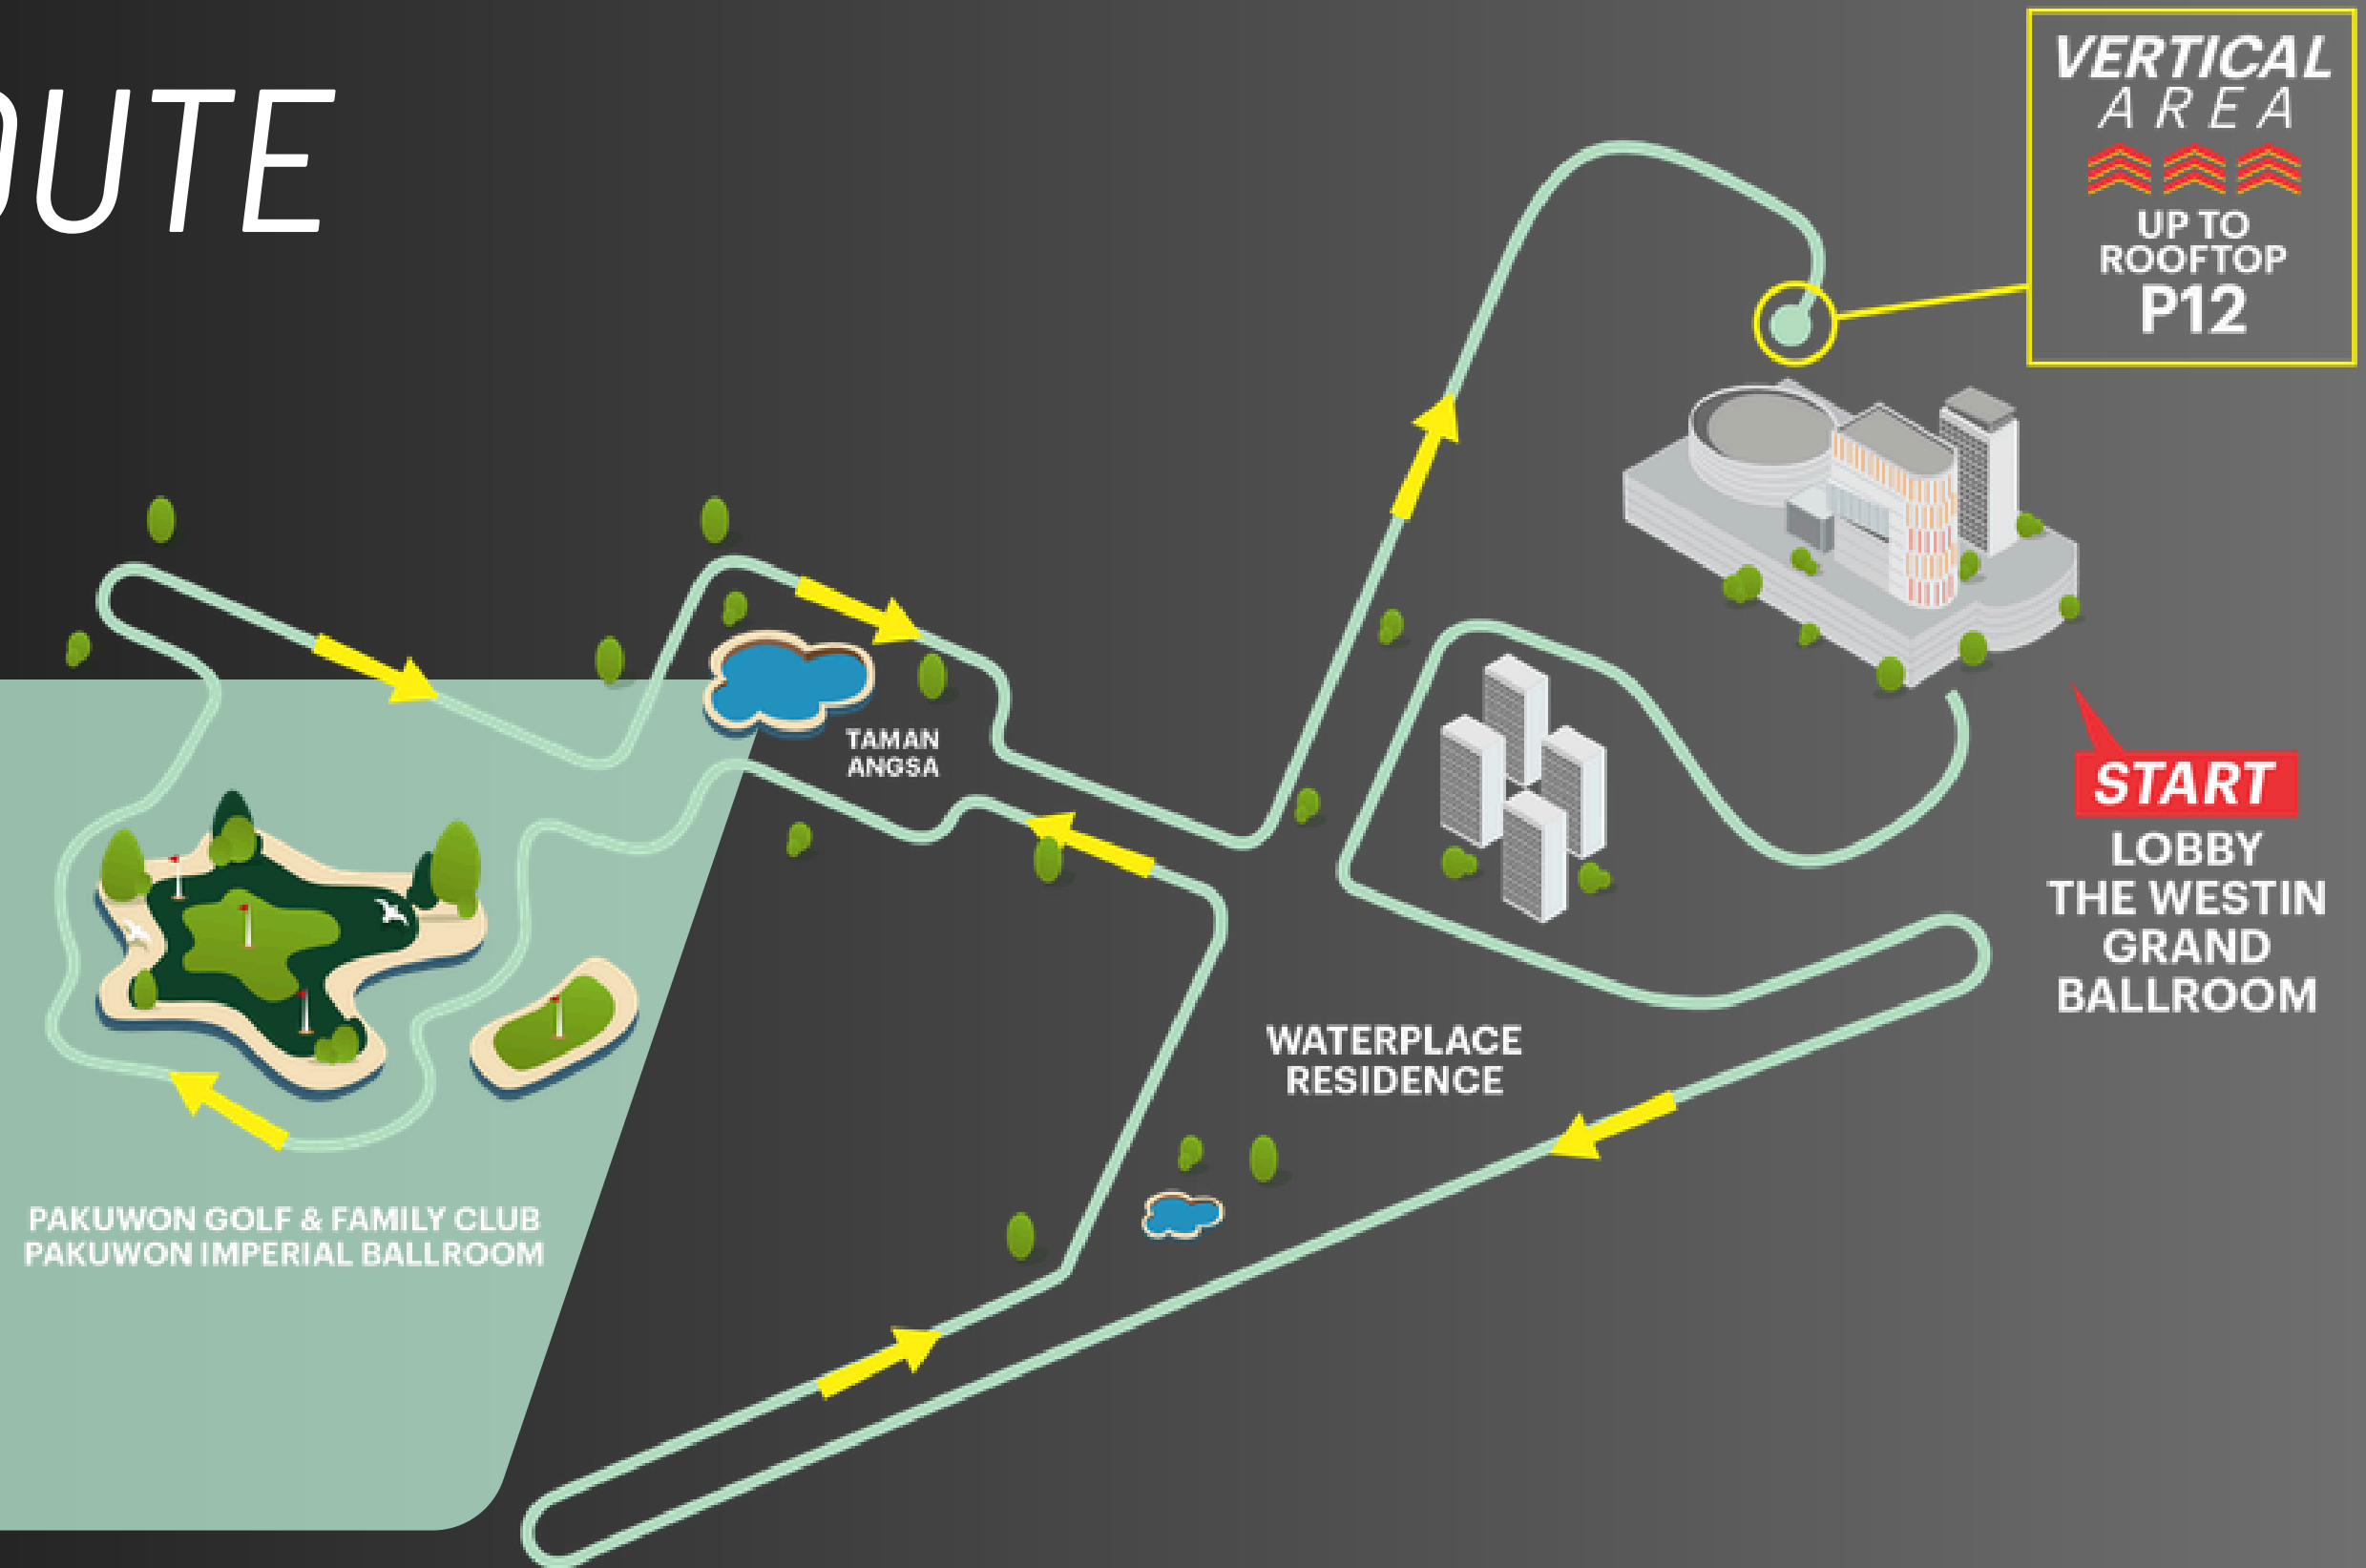 OUTE
VERTICAL
AREA
UP TO
ROOFTOP
P12
TAMAN
ANGSA
START
LOBBY
THE WESTIN
GRAND
BALLROOM
WATERPLACE
RESIDENCE
PAKUWON GOLF & FAMILY CLUB
PAKUWON IMPERIAL BALLROOM